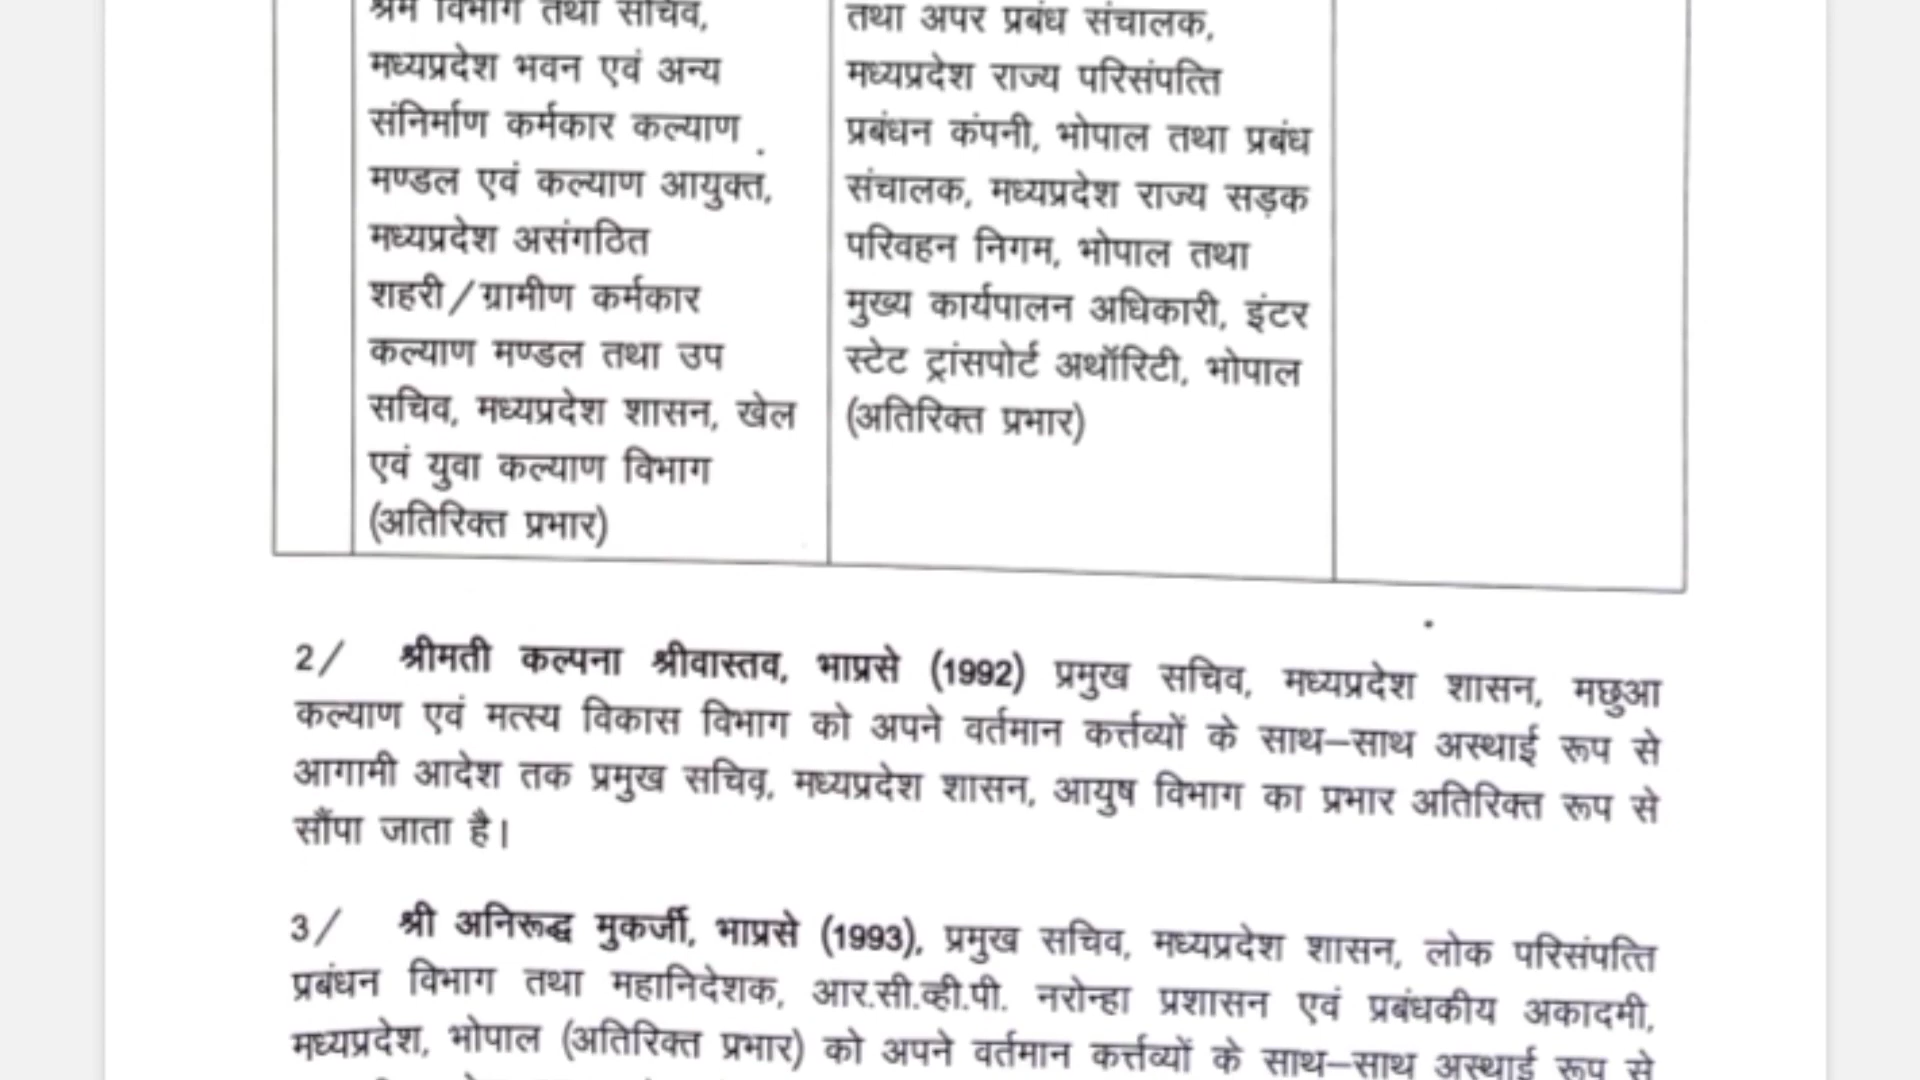 श्रम विभाग तथा सचिव,
मध्यप्रदेश भवन एवं अन्य
संनिर्माण कर्मकार कल्याण
मण्डल एवं कल्याण आयुक्त,
मध्यप्रदेश असंगठित
शहरी/ग्रामीण कर्मकार
कल्याण मण्डल तथा उप
सचिव, मध्यप्रदेश शासन, खेल
एवं युवा कल्याण विभाग
(अतिरिक्त प्रभार)
तथा अपर प्रबंध संचालक,
मध्यप्रदेश राज्य परिसंपत्ति
प्रबंधन कंपनी, भोपाल तथा प्रबंध
संचालक, मध्यप्रदेश राज्य सड़क
परिवहन निगम, भोपाल तथा
मुख्य कार्यपालन अधिकारी, इंटर
स्टेट ट्रांसपोर्ट अथॉरिटी, भोपाल
(अतिरिक्त प्रभार)
2/ श्रीमती कल्पना श्रीवास्तव, भाप्रसे (1992) प्रमुख सचिव, मध्यप्रदेश शासन, मछुआ
कल्याण एवं मत्स्य विकास विभाग को अपने वर्तमान कर्त्तव्यों के साथ–साथ अस्थाई रूप से
आगामी आदेश तक प्रमुख सचिव, मध्यप्रदेश शासन, आयुष विभाग का प्रभार अतिरिक्त रूप से
सौंपा जाता है।
3/ श्री अनिरूद्ध मुकर्जी, भाप्रसे (1993), प्रमुख सचिव, मध्यप्रदेश शासन, लोक परिसंपत्ति
प्रबंधन विभाग तथा महानिदेशक, आर.सी.व्ही.पी. नरोन्हा प्रशासन एवं प्रबंधकीय अकादमी,
मध्यप्रदेश, भोपाल (अतिरिक्त प्रभार) को अपने वर्तमान कर्त्तव्यों के साथ–साथ अस्थाई रूप से